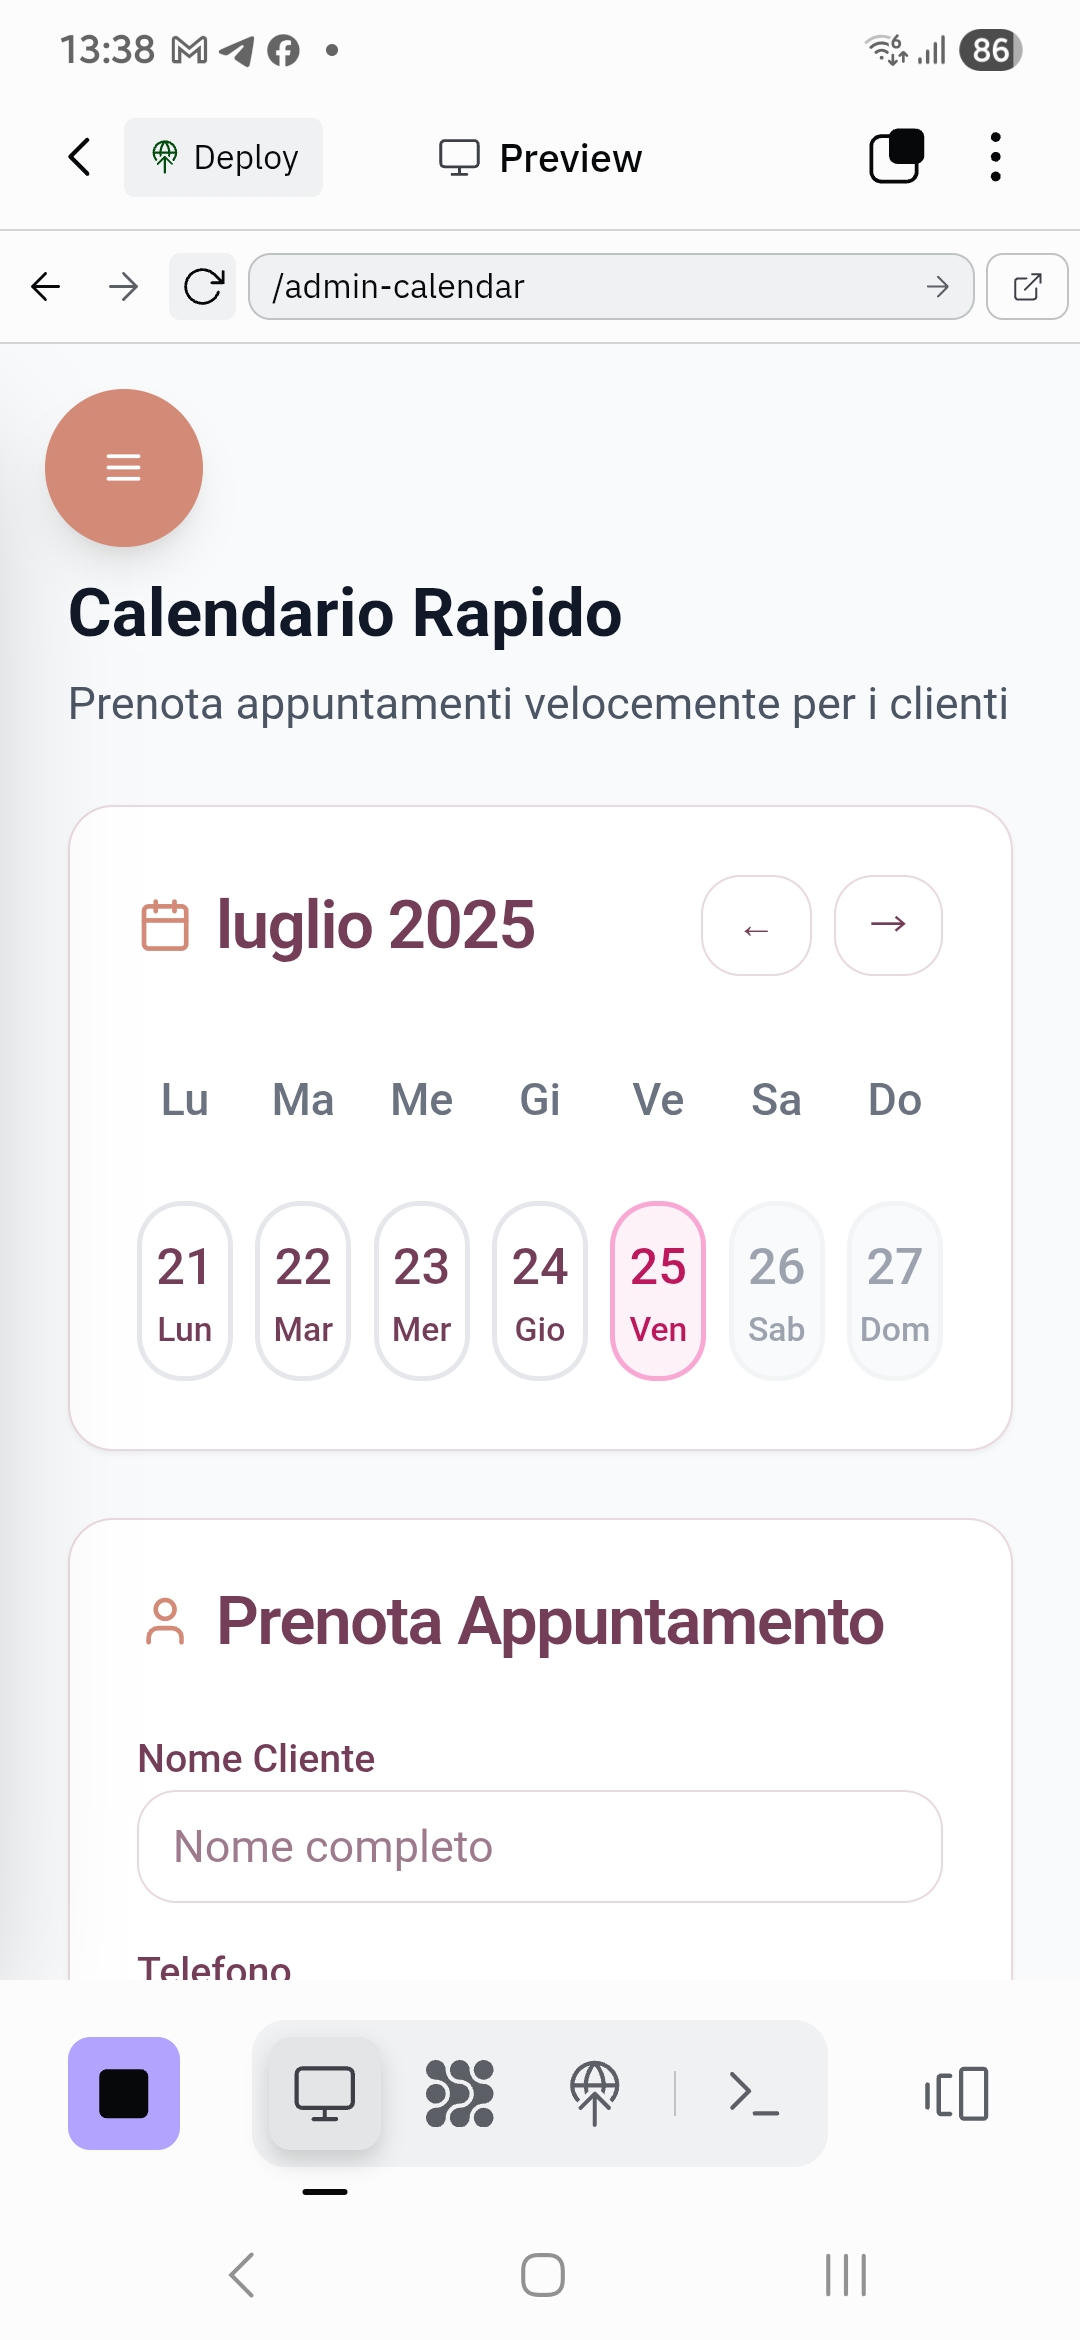 13:38
6
86
Deploy
Preview
/admin-calendar
Calendario Rapido
Prenota appuntamenti velocemente per i clienti
luglio 2025
← →
Lu Ma Me Gi Ve Sa Do
21 22 23 24 25 26 27
Lun Mar Mer Gio Ven Sab Dom
Prenota Appuntamento
Nome Cliente
Nome completo
Telefono